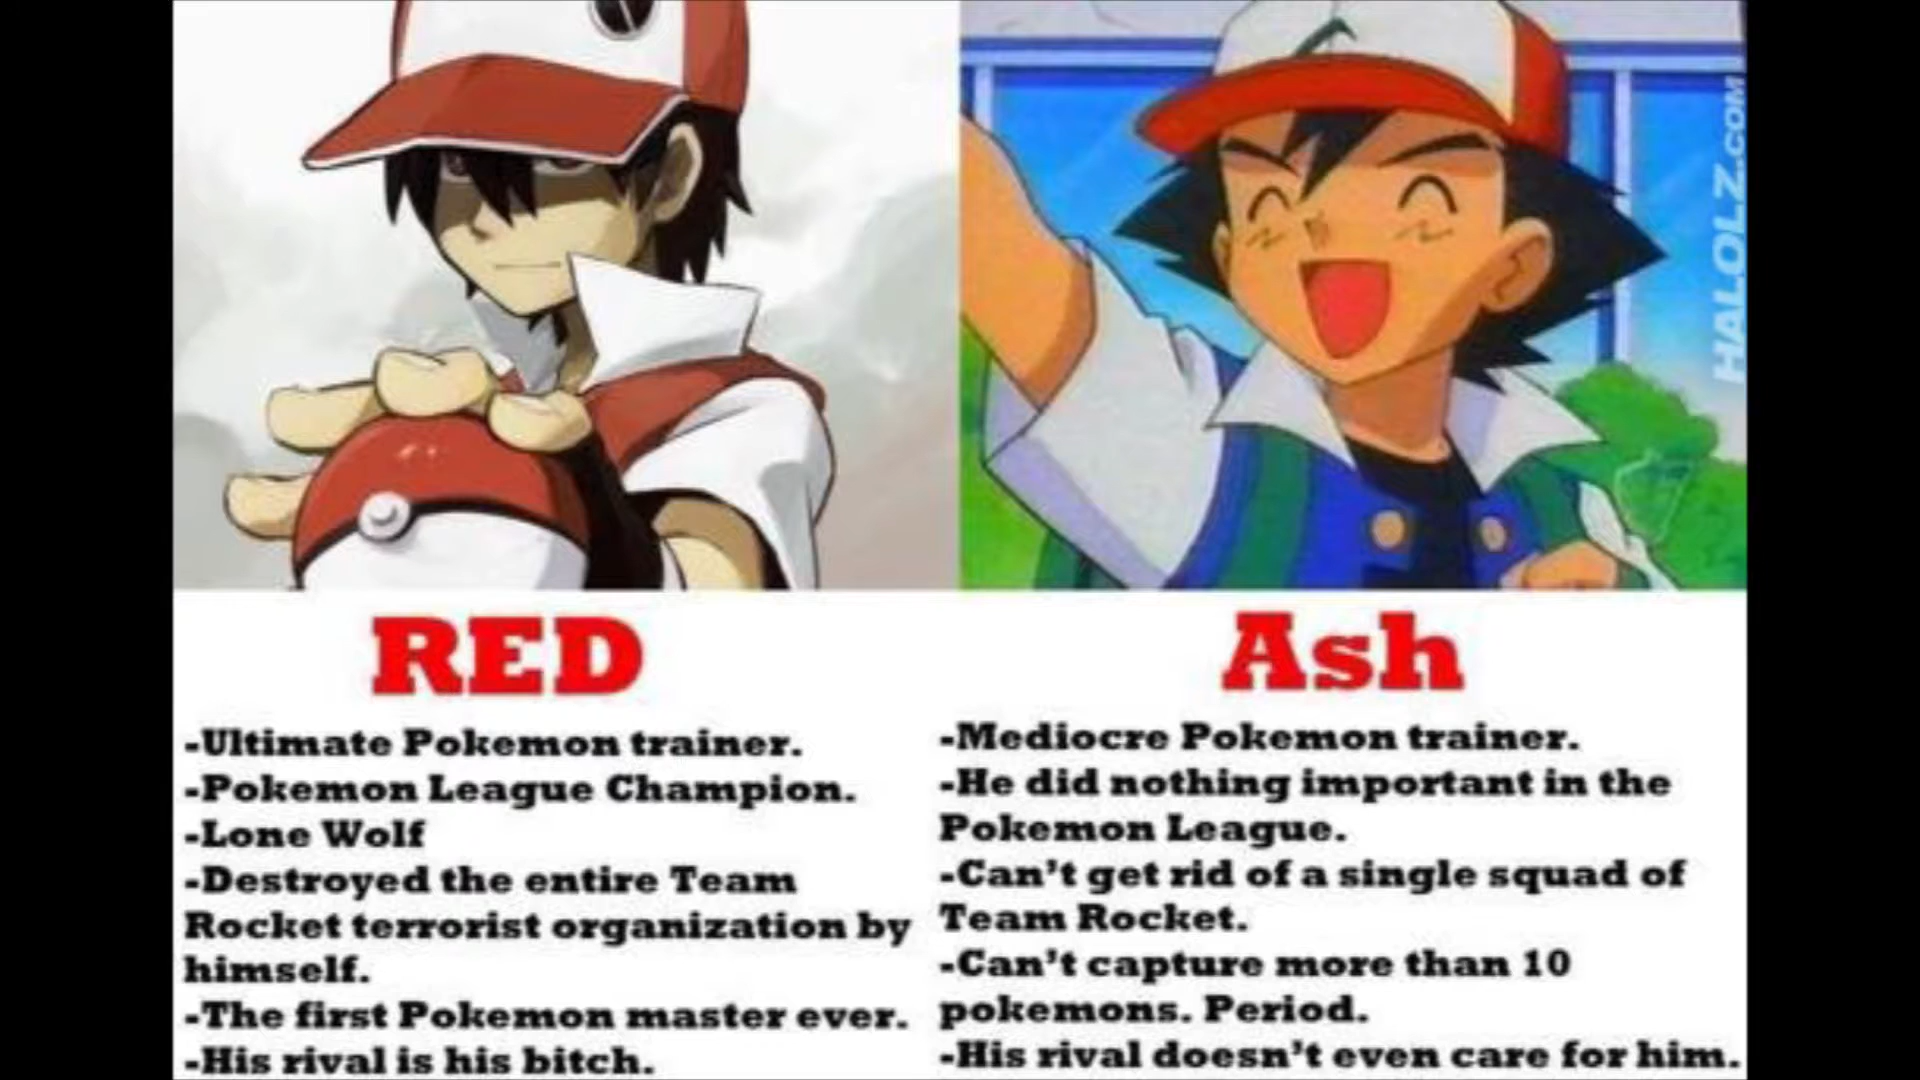 HALOLZ.COM
RED
-Ultimate Pokemon trainer.
-Pokemon League Champion.
-Lone Wolf
-Destroyed the entire Team
Rocket terrorist organization by
himself.
-The first Pokemon master ever.
-His rival is his bitch.
Ash
-Mediocre Pokemon trainer.
-He did nothing important in the
Pokemon League.
-Can't get rid of a single squad of
Team Rocket.
-Can't capture more than 10
pokemons. Period.
-His rival doesn't even care for him.